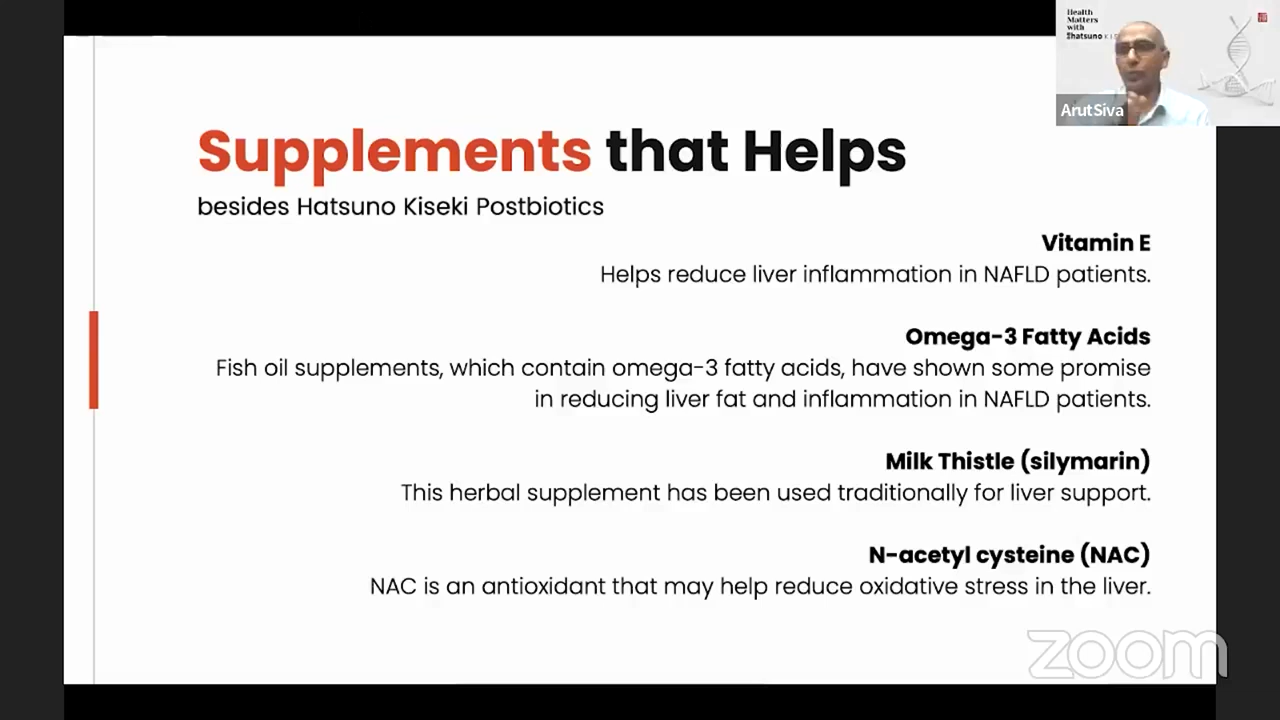 Health
Matters
with
Hatsuno KISE
ArutSiva
Supplements that Helps
besides Hatsuno Kiseki Postbiotics
Vitamin E
Helps reduce liver inflammation in NAFLD patients.
Omega-3 Fatty Acids
Fish oil supplements, which contain omega-3 fatty acids, have shown some promise
in reducing liver fat and inflammation in NAFLD patients.
Milk Thistle (silymarin)
This herbal supplement has been used traditionally for liver support.
N-acetyl cysteine (NAC)
NAC is an antioxidant that may help reduce oxidative stress in the liver.
zoom